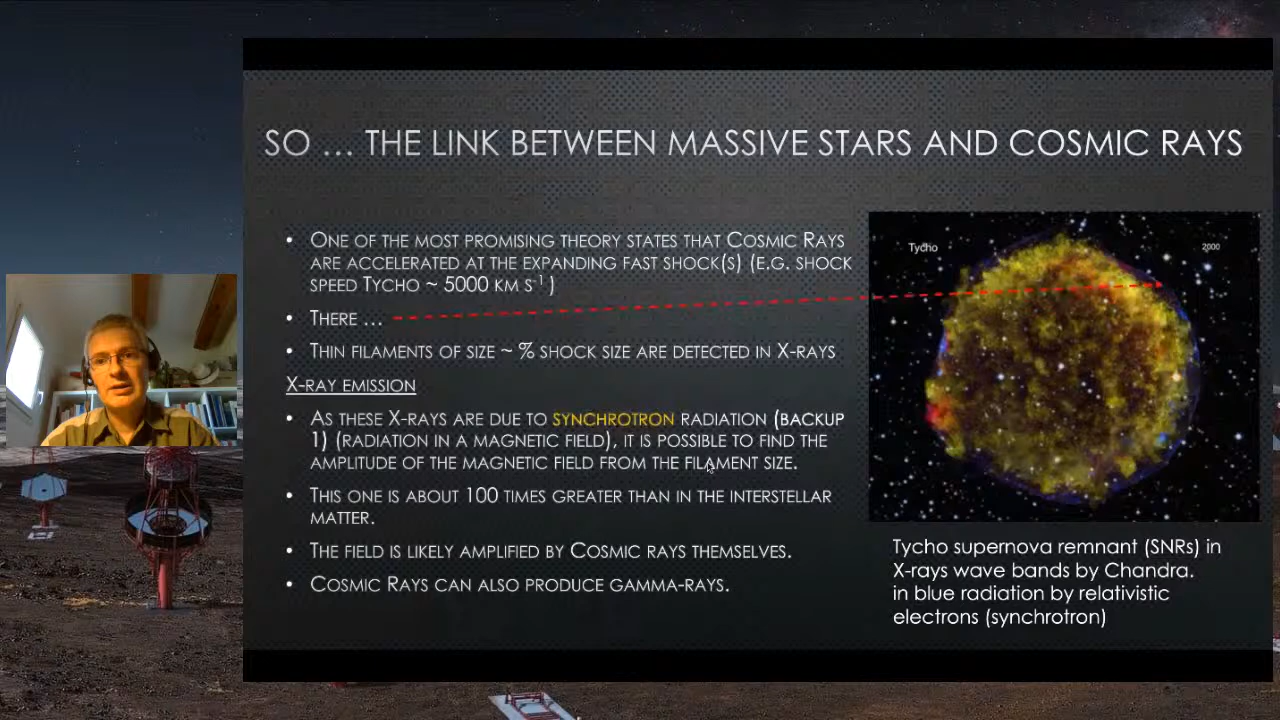 SO … THE LINK BETWEEN MASSIVE STARS AND COSMIC RAYS
• ONE OF THE MOST PROMISING THEORY STATES THAT COSMIC RAYS
ARE ACCELERATED AT THE EXPANDING FAST SHOCK(S) (E.G. SHOCK
SPEED TYCHO ~ 5000 KM S⁻¹ )
• THERE …
• THIN FILAMENTS OF SIZE ~ % SHOCK SIZE ARE DETECTED IN X-RAYS
X-RAY EMISSION
• AS THESE X-RAYS ARE DUE TO SYNCHROTRON RADIATION (BACKUP
1) (RADIATION IN A MAGNETIC FIELD), IT IS POSSIBLE TO FIND THE
AMPLITUDE OF THE MAGNETIC FIELD FROM THE FILAMENT SIZE.
• THIS ONE IS ABOUT 100 TIMES GREATER THAN IN THE INTERSTELLAR
MATTER.
• THE FIELD IS LIKELY AMPLIFIED BY COSMIC RAYS THEMSELVES.
• COSMIC RAYS CAN ALSO PRODUCE GAMMA-RAYS.
Tycho
2000
Tycho supernova remnant (SNRs) in
X-rays wave bands by Chandra.
in blue radiation by relativistic
electrons (synchrotron)